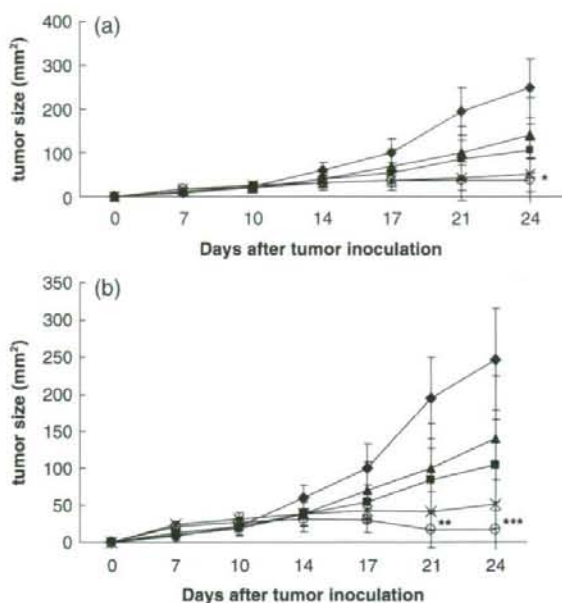 (a)
tumor size (mm²)
400
300
200
100
0
*
0 7 10 14 17 21 24
Days after tumor inoculation
(b)
tumor size (mm²)
350
300
250
200
150
100
50
0
**
***
0 7 10 14 17 21 24
Days after tumor inoculation